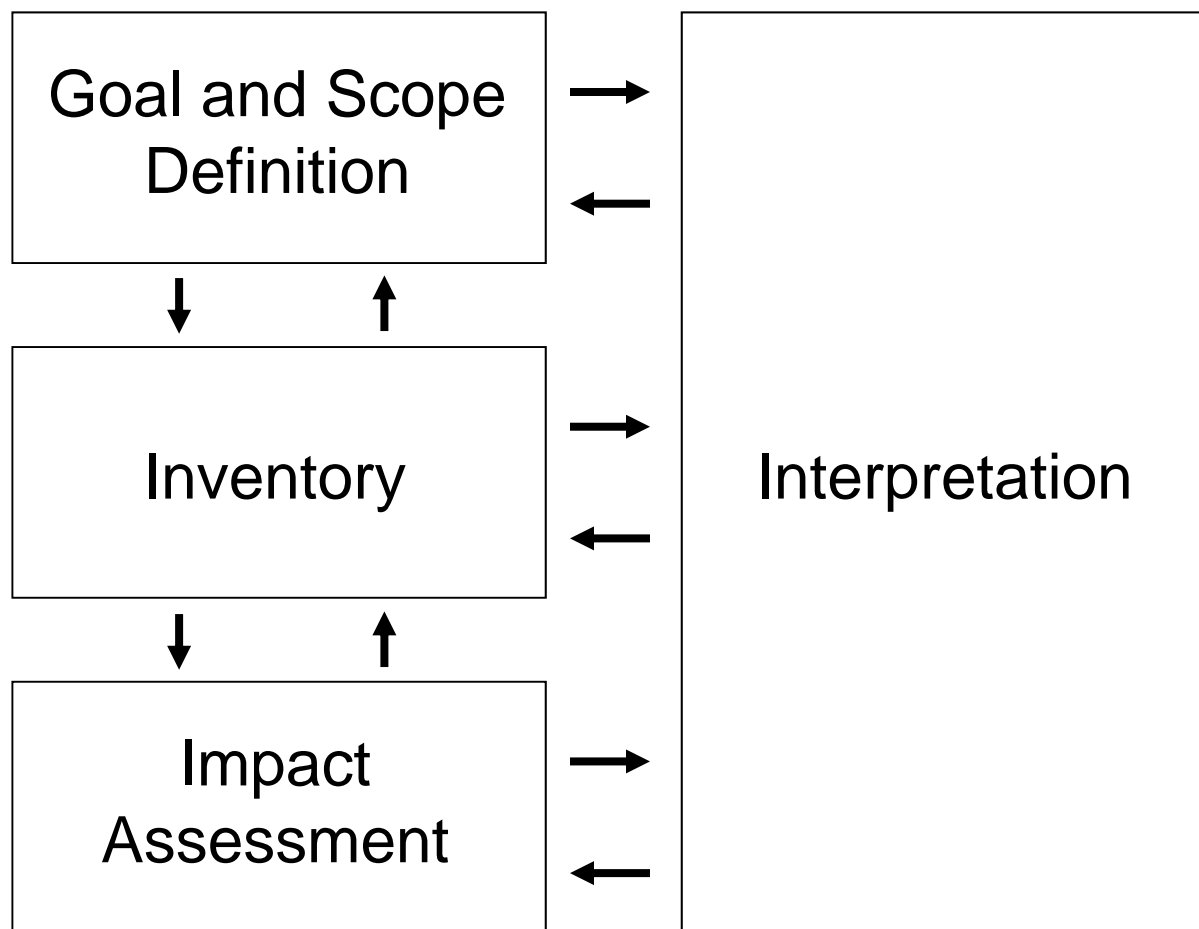 Goal and Scope
Definition
Inventory
Interpretation
Impact
Assessment